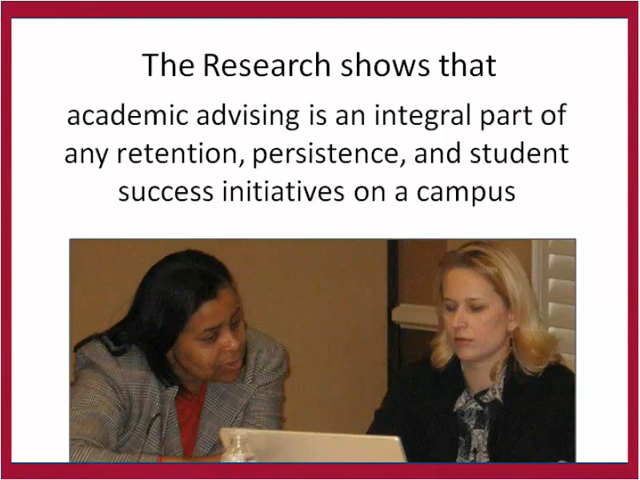 The Research shows that
academic advising is an integral part of
any retention, persistence, and student
success initiatives on a campus